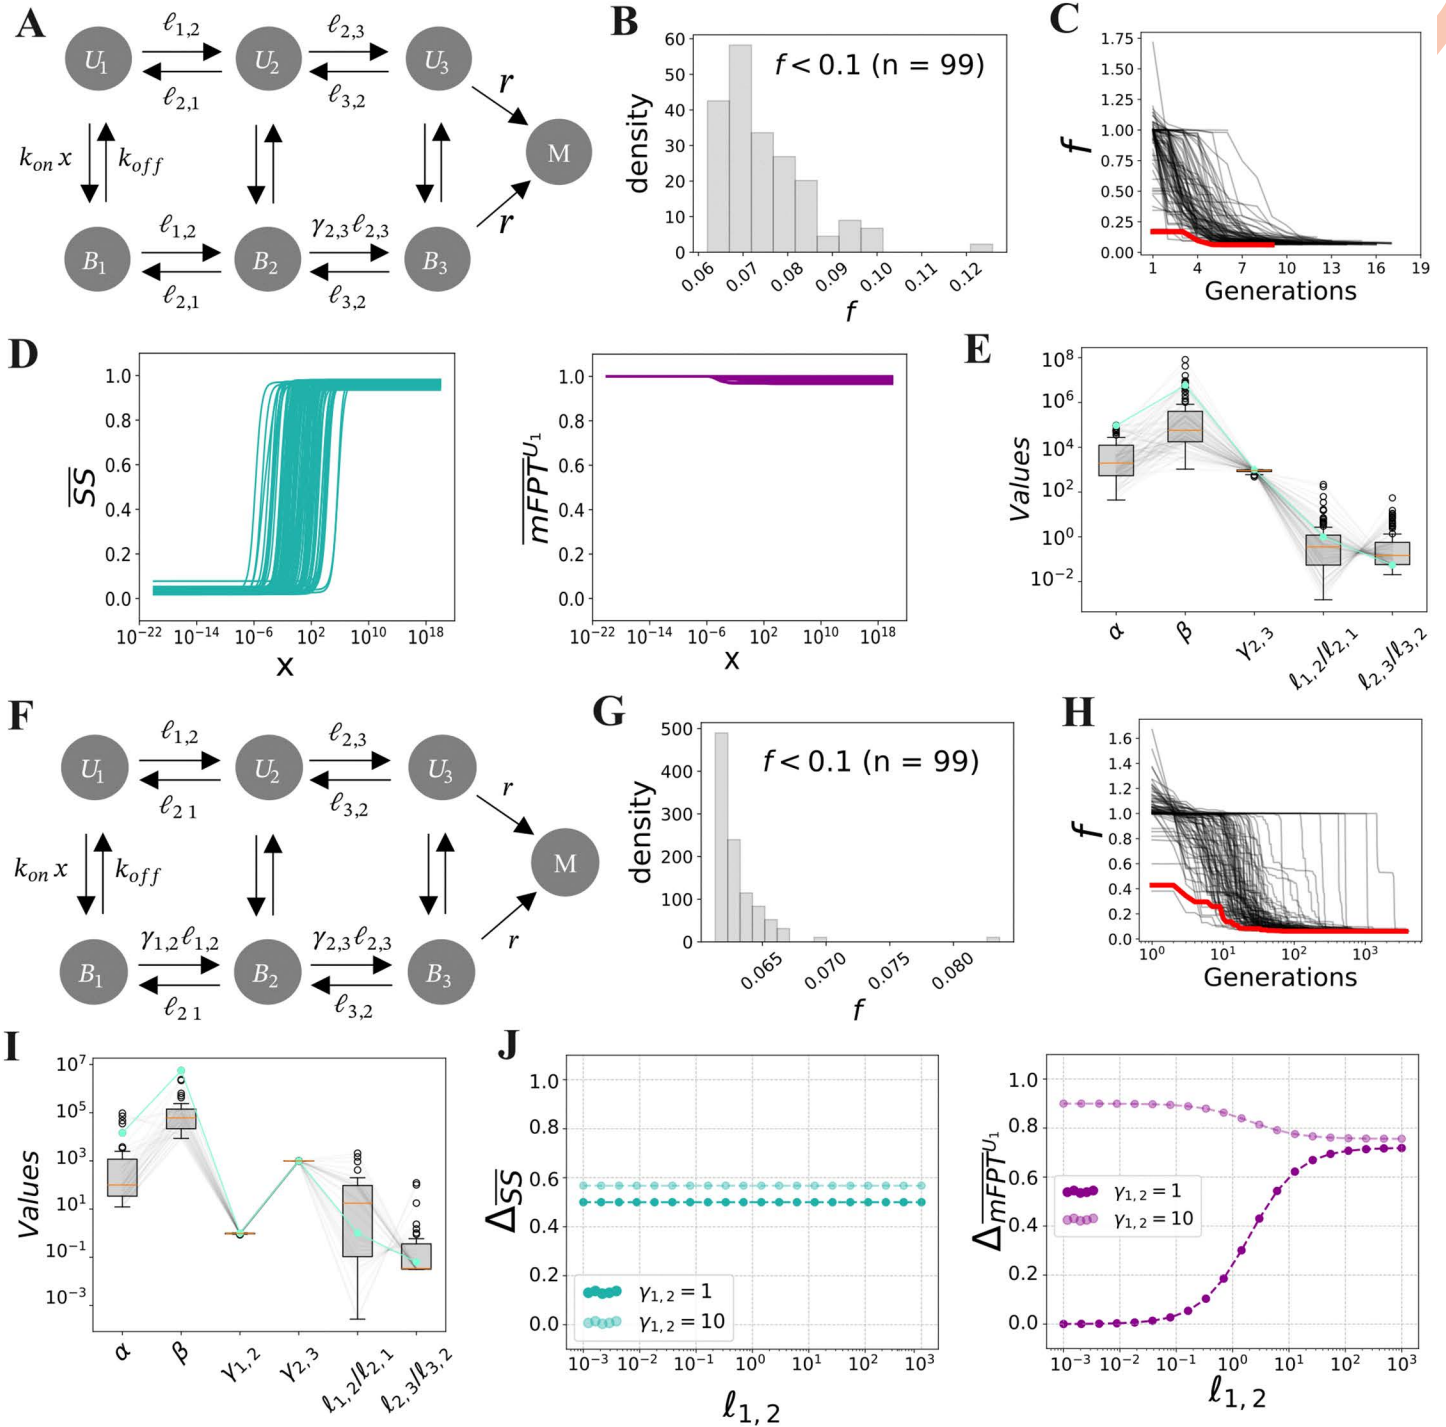 A
U1 ℓ1,2 U2 ℓ2,3 U3
ℓ2,1 ℓ3,2
r
M
kon x koff
r
ℓ1,2 γ2,3ℓ2,3
B1 B2 B3
ℓ2,1 ℓ3,2
B
f < 0.1 (n = 99)
density
60
50
40
30
20
10
0
0.06 0.07 0.08 0.09 0.10 0.11 0.12
f
C
f
1.75
1.50
1.25
1.00
0.75
0.50
0.25
0.00
1 4 7 10 13 16 19
Generations
D
SS
1.0
0.8
0.6
0.4
0.2
0.0
10−22 10−14 10−6 102 1010 1018
x
mFPTU1
1.0
0.8
0.6
0.4
0.2
0.0
10−22 10−14 10−6 102 1010 1018
x
E
Values
108
106
104
102
100
10−2
α β γ2,3 ℓ1,2/ℓ2,1 ℓ2,3/ℓ3,2
F
U1 ℓ1,2 U2 ℓ2,3 U3
ℓ2 1 ℓ3,2
r
M
kon x koff
r
γ1,2ℓ1,2 γ2,3ℓ2,3
B1 B2 B3
ℓ2 1 ℓ3,2
G
f < 0.1 (n = 99)
density
500
400
300
200
100
0
0.065 0.070 0.075 0.080
f
H
f
1.6
1.4
1.2
1.0
0.8
0.6
0.4
0.2
0.0
100 101 102 103
Generations
I
Values
107
105
103
101
10−1
10−3
α β γ1,2 γ2,3 ℓ1,2/ℓ2,1 ℓ2,3/ℓ3,2
J
ΔSS
1.0
0.8
0.6
0.4
0.2
0.0
γ1,2 = 1
γ1,2 = 10
10−3 10−2 10−1 100 101 102 103
ℓ1,2
ΔmFPTU1
1.0
0.8
0.6
0.4
0.2
0.0
γ1,2 = 1
γ1,2 = 10
10−3 10−2 10−1 100 101 102 103
ℓ1,2